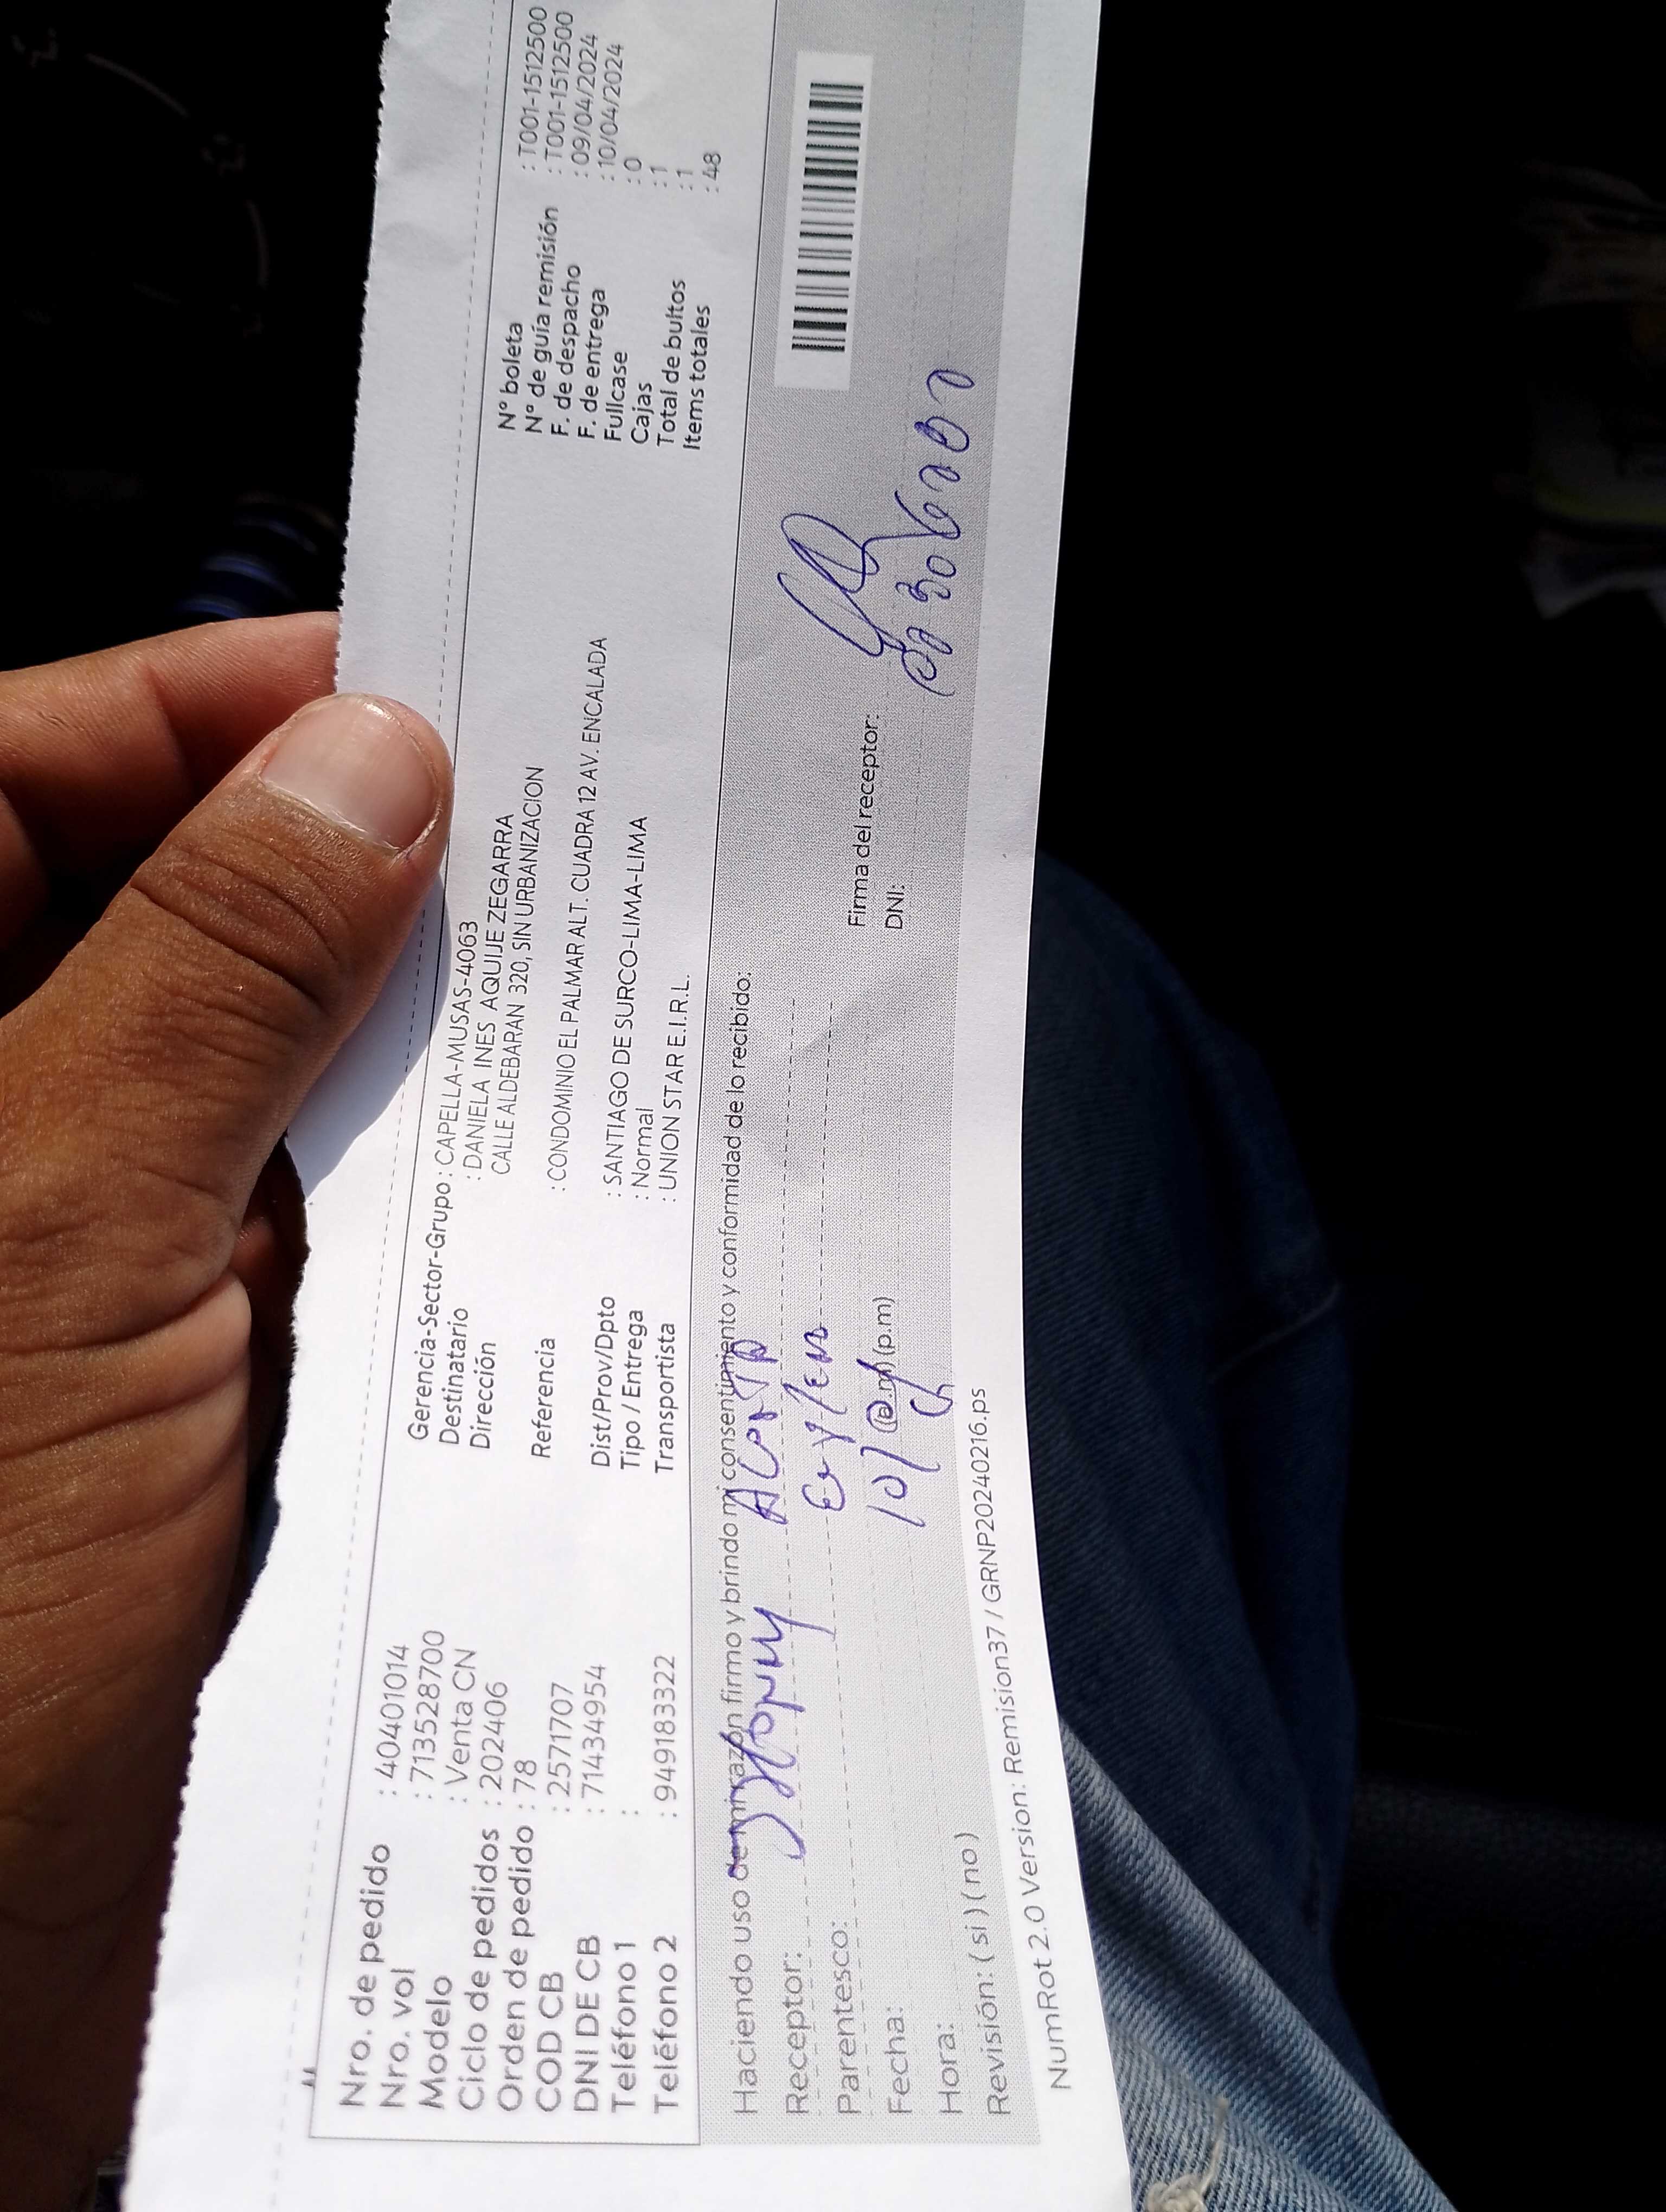 Nro. de pedido : 40401014
Nro. vol : 713528700
Modelo : Venta CN
Ciclo de pedidos : 202406
Orden de pedido : 78
COD CB : 2571707
DNI DE CB : 71434954
Teléfono 1 :
Teléfono 2 : 949183322
Gerencia-Sector-Grupo : CAPELLA-MUSAS-4063
Destinatario : DANIELA INES AQUIJE ZEGARRA
Dirección CALLE ALDEBARAN 320, SIN URBANIZACION
Referencia : CONDOMINIO EL PALMAR ALT. CUADRA 12 AV. ENCALADA
Dist/Prov/Dpto : SANTIAGO DE SURCO-LIMA-LIMA
Tipo / Entrega : Normal
Transportista : UNION STAR E.I.R.L.
N° boleta : T001-1512500
N° de guía remisión : T001-1512500
F. de despacho : 09/04/2024
F. de entrega : 10/04/2024
Fullcase : 0
Cajas : 1
Total de bultos : 1
Items totales : 48
Haciendo uso de mi razón firmo y brindo mi consentimiento y conformidad de lo recibido:
Receptor:
Parentesco:
Fecha:
Hora: (a.m) (p.m)
Revisión: ( si ) ( no )
Firma del receptor:
DNI:
NumRot 2.0 Version: Remision37 / GRNP20240216.ps